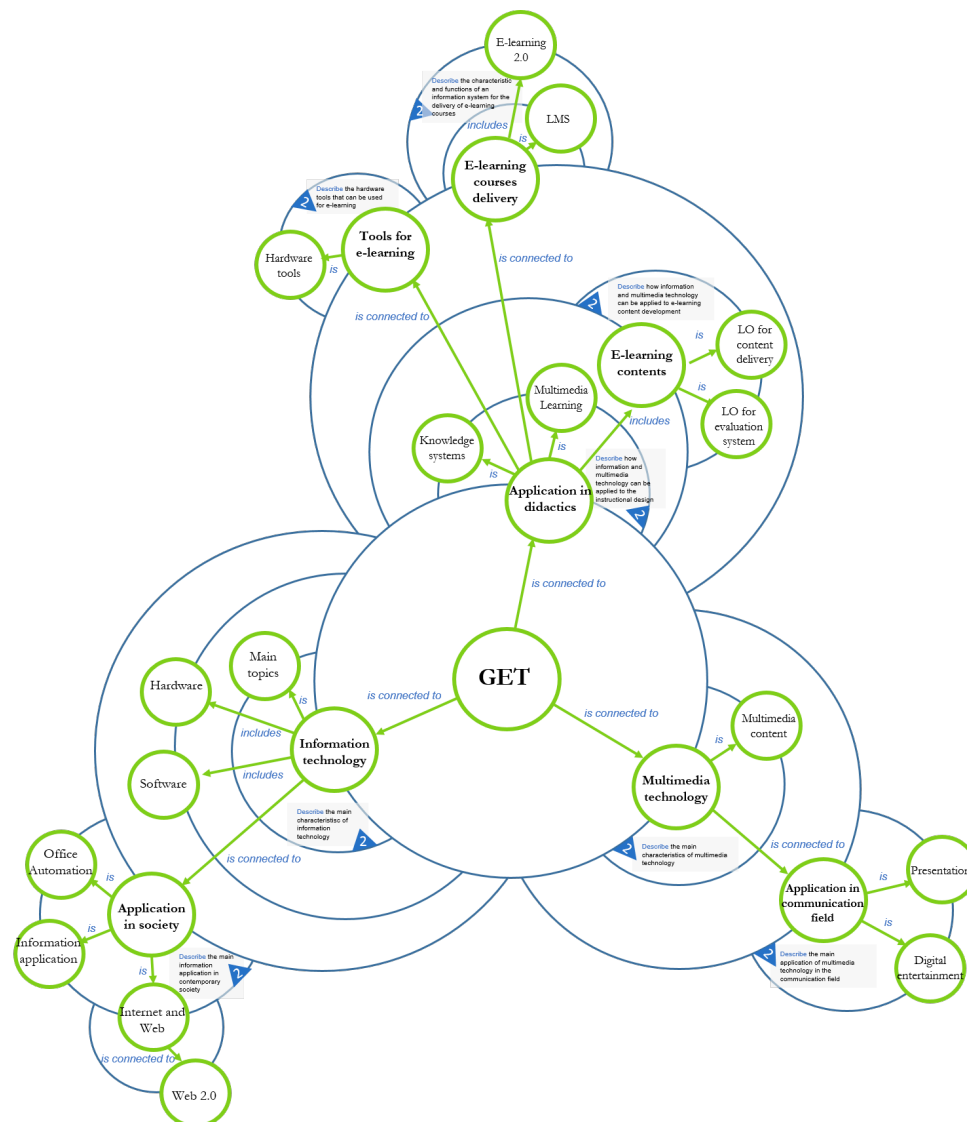 E-learning
2.0
Describe the characteristic
and functions of an
information system for the
delivery of e-learning
courses
2
LMS
includes
is
E-learning
courses
delivery
Describe the hardware
tools that can be used
for e-learning
2
Tools for
e-learning
Hardware
tools
is
is connected to
is connected to
Describe how information
and multimedia technology
can be applied to e-learning
content development
2
E-learning
contents
is
LO for
content
delivery
is
LO for
evaluation
system
Multimedia
Learning
includes
Knowledge
systems
is
is
Describe how
information and
multimedia
technology can be
applied to the
instructional design
2
Application in
didactics
is connected to
GET
Main
topics
Hardware
is
is connected to
is connected to
includes
Information
technology
includes
Software
Multimedia
content
is
Multimedia
technology
Describe the main
characteristisc of
information
technology
2
Describe the main
characteristics of multimedia
technology
2
is connected to
is connected to
Office
Automation
is
Application
in society
is
Information
application
is
Describe the main
information
application in
contemporary
society
2
Internet and
Web
is connected to
Web 2.0
Application in
communication
field
is
Presentation
is
Digital
entertainment
Describe the main
application of multimedia
technology in the
communication field
2